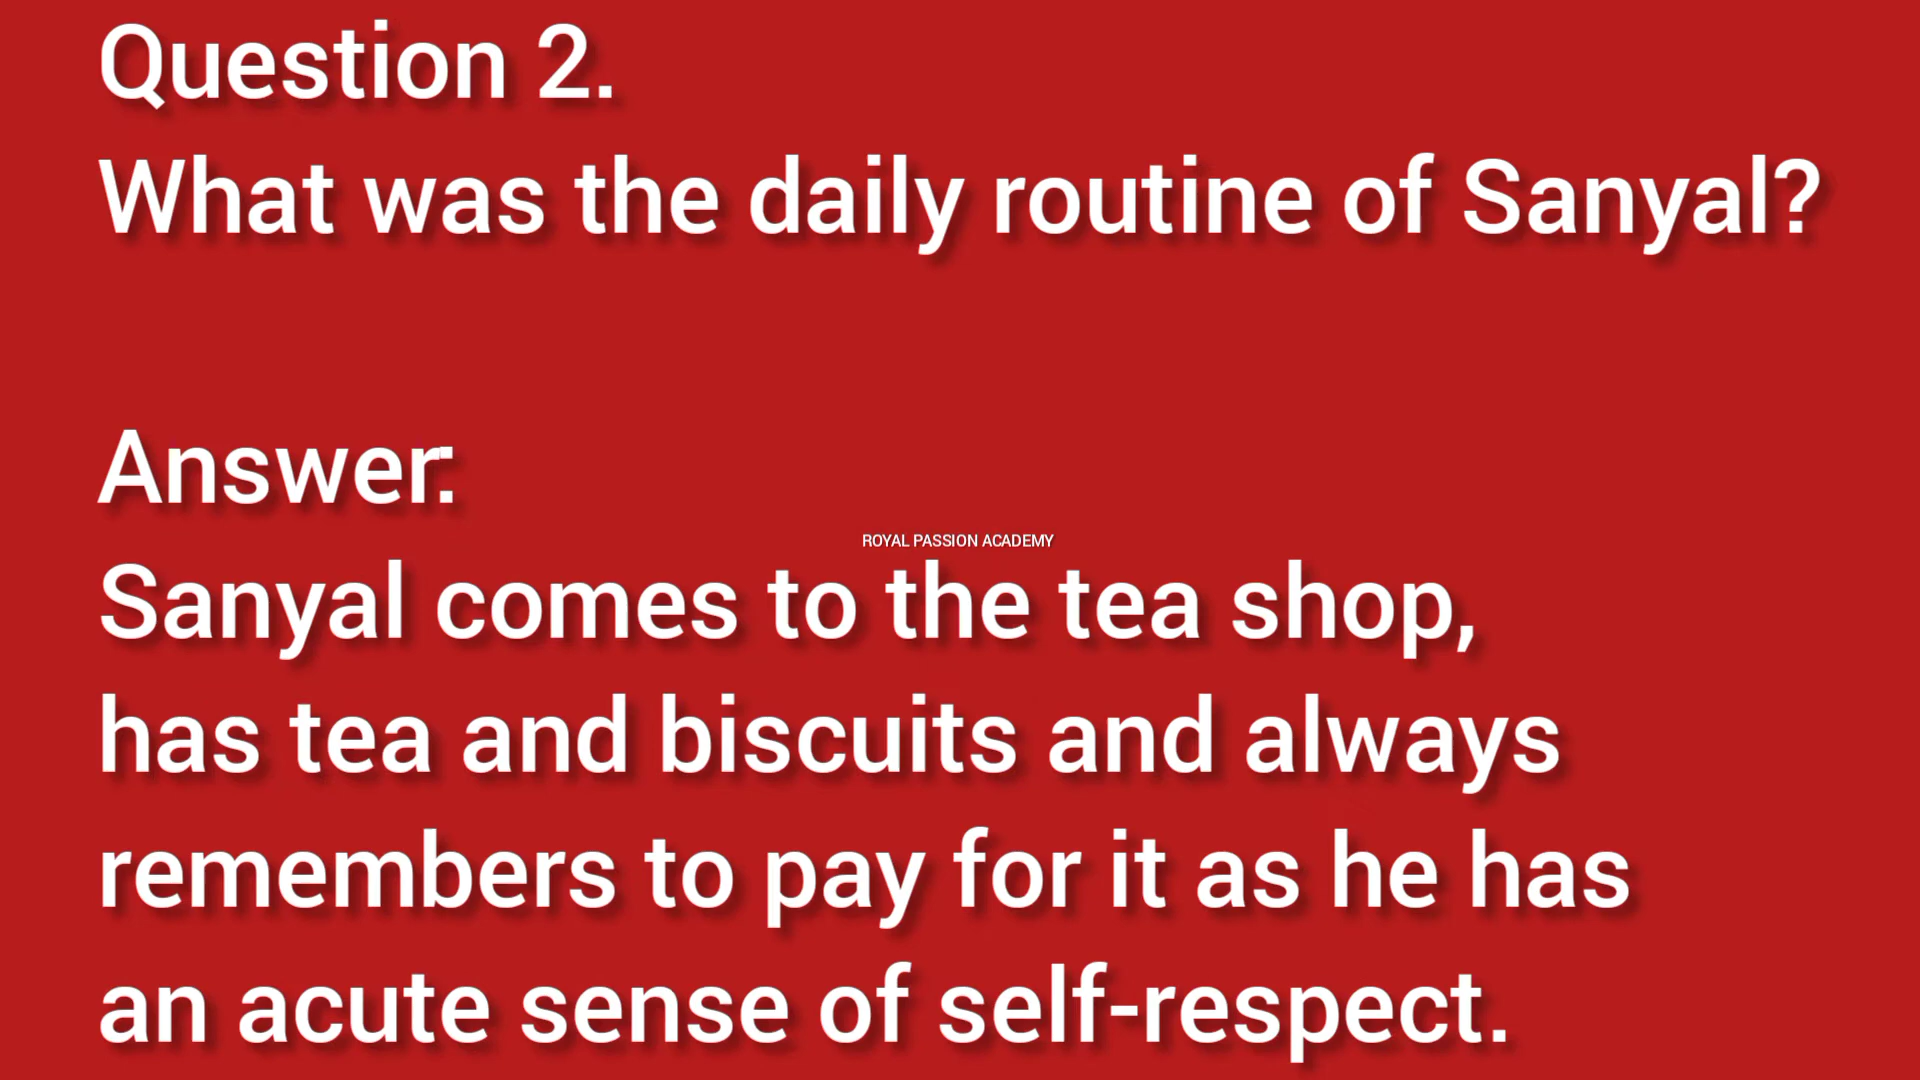 Question 2.
What was the daily routine of Sanyal?
Answer:
ROYAL PASSION ACADEMY
Sanyal comes to the tea shop,
has tea and biscuits and always
remembers to pay for it as he has
an acute sense of self-respect.